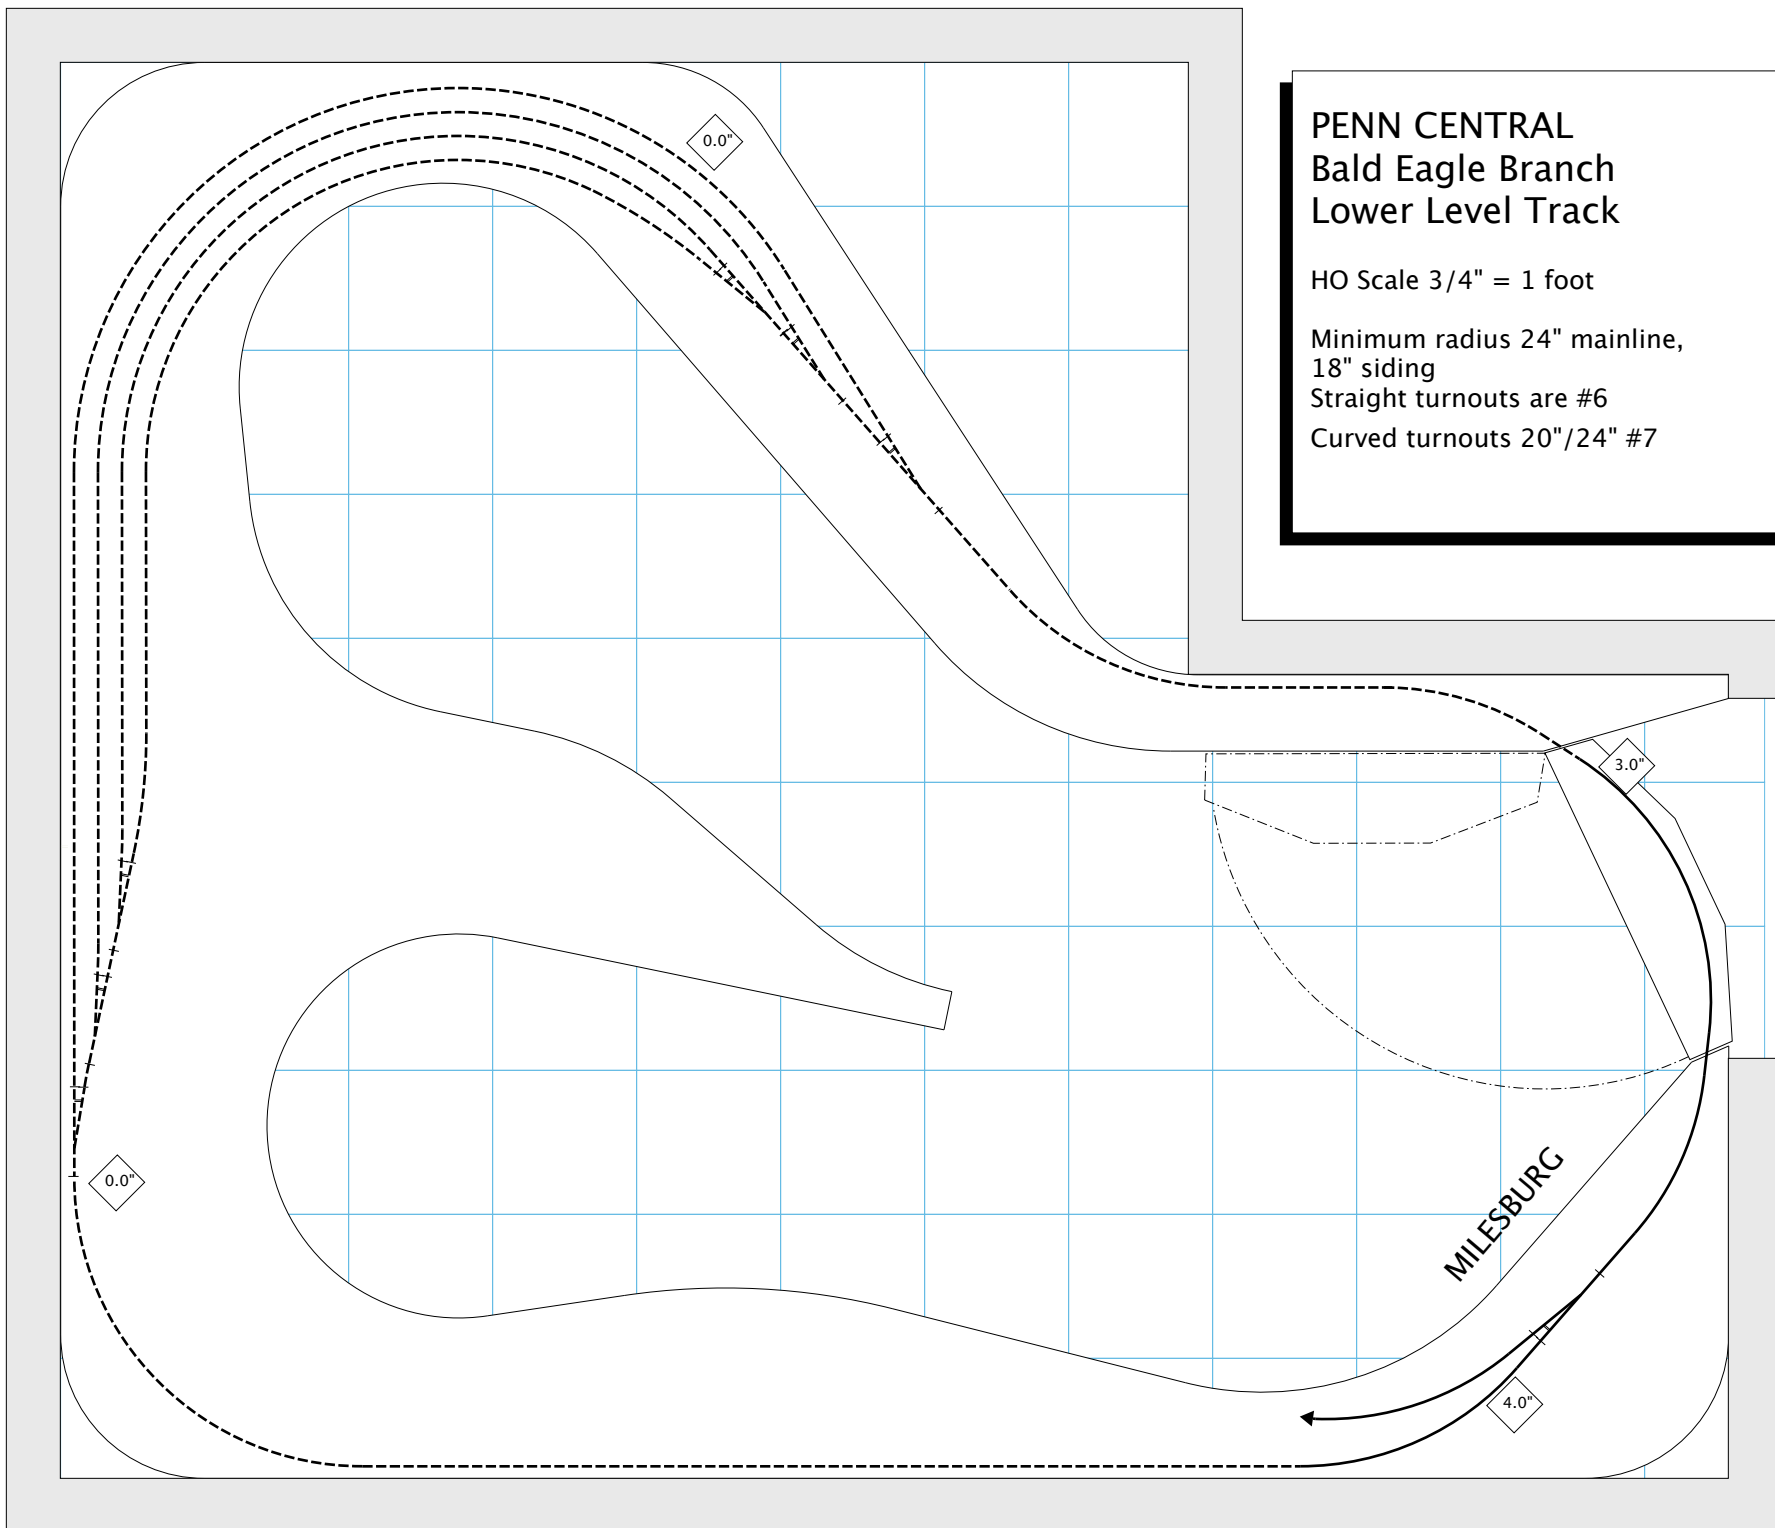 0.0"
PENN CENTRAL
Bald Eagle Branch
Lower Level Track
HO Scale 3/4" = 1 foot
Minimum radius 24" mainline,
18" siding
Straight turnouts are #6
Curved turnouts 20"/24" #7
3.0"
0.0"
MILESBURG
4.0"